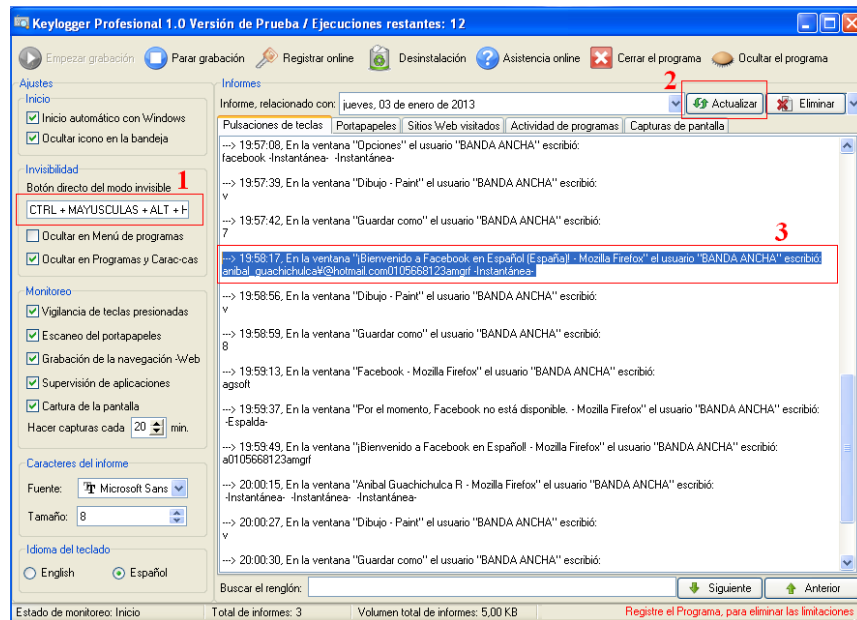 Keylogger Profesional 1.0 Versión de Prueba / Ejecuciones restantes: 12
Empezar grabación Parar grabación Registrar online Desinstalación Asistencia online Cerrar el programa Ocultar el programa
Ajustes
Inicio
Inicio automático con Windows
Ocultar icono en la bandeja
Invisibilidad
Botón directo del modo invisible 1
CTRL + MAYUSCULAS + ALT + H
Ocultar en Menú de programas
Ocultar en Programas y Carac-cas
Monitoreo
Vigilancia de teclas presionadas
Escaneo del portapapeles
Grabación de la navegación -Web
Supervisión de aplicaciones
Cartura de la pantalla
Hacer capturas cada 20 min.
Caracteres del informe
Fuente: Microsoft Sans
Tamaño: 8
Idioma del teclado
English Español
Informes
2
Informe, relacionado con: jueves, 03 de enero de 2013 Actualizar Eliminar
Pulsaciones de teclas Portapapeles Sitios Web visitados Actividad de programas Capturas de pantalla
---> 19:57:08, En la ventana "Opciones" el usuario "BANDA ANCHA" escribió:
facebook -Instantánea- -Instantánea-
---> 19:57:39, En la ventana "Dibujo - Paint" el usuario "BANDA ANCHA" escribió:
v
---> 19:57:42, En la ventana "Guardar como" el usuario "BANDA ANCHA" escribió:
7
3
---> 19:58:17, En la ventana "¡Bienvenido a Facebook en Español (España)! - Mozilla Firefox" el usuario "BANDA ANCHA" escribió:
anibal_guachichulca¥@hotmail.com0105668123amgrf -Instantánea-
---> 19:58:56, En la ventana "Dibujo - Paint" el usuario "BANDA ANCHA" escribió:
v
---> 19:58:59, En la ventana "Guardar como" el usuario "BANDA ANCHA" escribió:
8
---> 19:59:13, En la ventana "Facebook - Mozilla Firefox" el usuario "BANDA ANCHA" escribió:
agsoft
---> 19:59:37, En la ventana "Por el momento, Facebook no está disponible. - Mozilla Firefox" el usuario "BANDA ANCHA" escribió:
-Espalda-
---> 19:59:49, En la ventana "¡Bienvenido a Facebook en Español! - Mozilla Firefox" el usuario "BANDA ANCHA" escribió:
a0105668123amgrf
---> 20:00:15, En la ventana "Anibal Guachichulca R - Mozilla Firefox" el usuario "BANDA ANCHA" escribió:
-Instantánea- -Instantánea- -Instantánea-
---> 20:00:27, En la ventana "Dibujo - Paint" el usuario "BANDA ANCHA" escribió:
v
---> 20:00:30, En la ventana "Guardar como" el usuario "BANDA ANCHA" escribió:
Buscar el renglón: Siguiente Anterior
Estado de monitoreo: Inicio Total de informes: 3 Volumen total de informes: 5,00 KB Registre el Programa, para eliminar las limitaciones